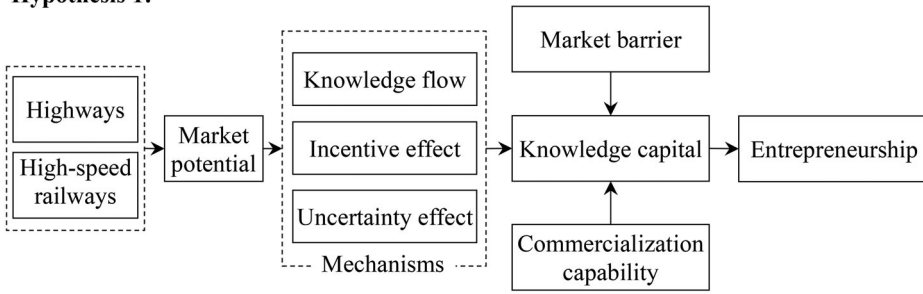 Hypothesis 1.
Highways
High-speed
railways
Market
potential
Knowledge flow
Incentive effect
Uncertainty effect
Mechanisms
Market barrier
Knowledge capital
Commercialization
capability
Entrepreneurship